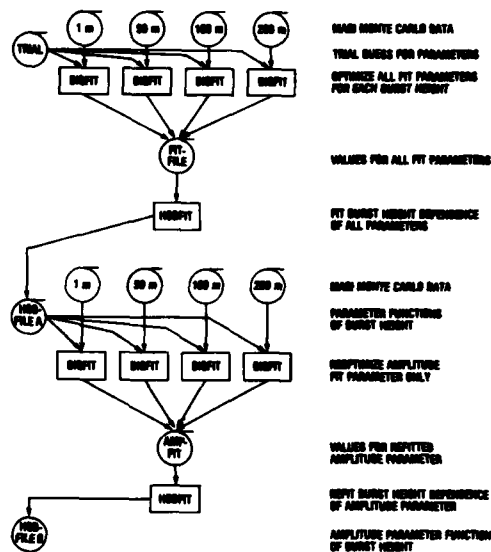 1 m 50 m 100 m 200 m MONTE CARLO DATA
TRIAL TRIAL GUESS FOR PARAMETERS
BIGFIT BIGFIT BIGFIT BIGFIT OPTIMIZE ALL FIT PARAMETERS
FOR EACH BURST HEIGHT
FIT-
FILE VALUES FOR ALL FIT PARAMETERS
HOBFIT FIT BURST HEIGHT DEPENDENCE
OF ALL PARAMETERS
1 m 50 m 100 m 200 m MONTE CARLO DATA
HOB-
FILE A PARAMETER FUNCTIONS
OF BURST HEIGHT
BIGFIT BIGFIT BIGFIT BIGFIT REOPTIMIZE AMPLITUDE
FIT PARAMETER ONLY
AMP-
FIT VALUES FOR REFITTED
AMPLITUDE PARAMETER
HOBFIT REFIT BURST HEIGHT DEPENDENCE
OF AMPLITUDE PARAMETER
HOB-
FILE B AMPLITUDE PARAMETER FUNCTION
OF BURST HEIGHT